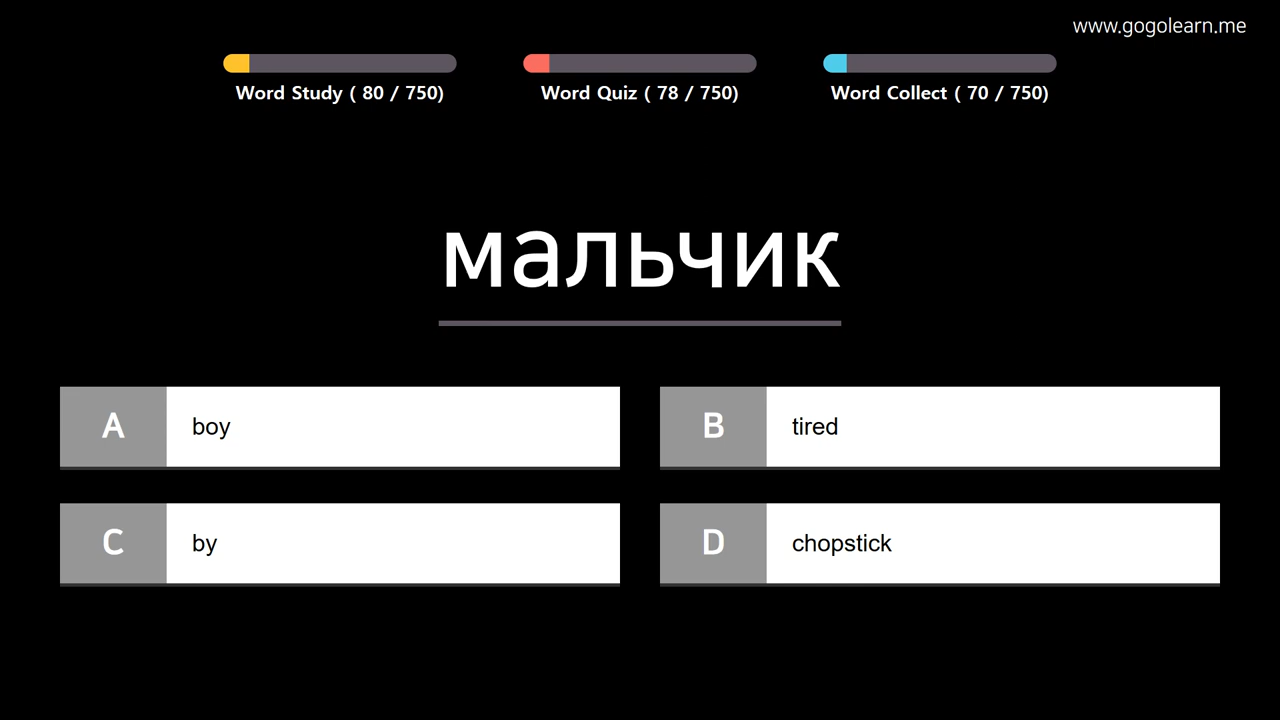 www.gogolearn.me
Word Study ( 80 / 750)
Word Quiz ( 78 / 750)
Word Collect ( 70 / 750)
мальчик
A boy
B tired
C by
D chopstick